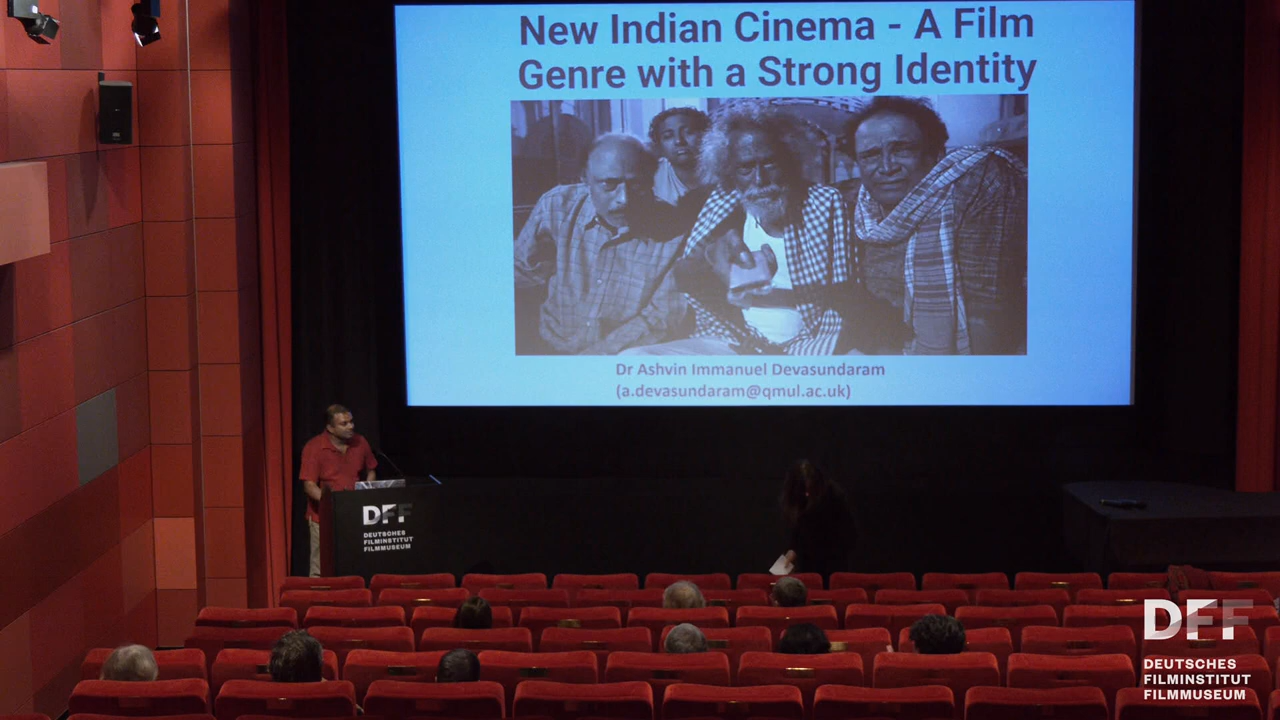 New Indian Cinema - A Film
Genre with a Strong Identity
Dr Ashvin Immanuel Devasundaram
(a.devasundaram@qmul.ac.uk)
DFF
DEUTSCHES
FILMINSTITUT
FILMMUSEUM
DFF
DEUTSCHES
FILMINSTITUT
FILMMUSEUM